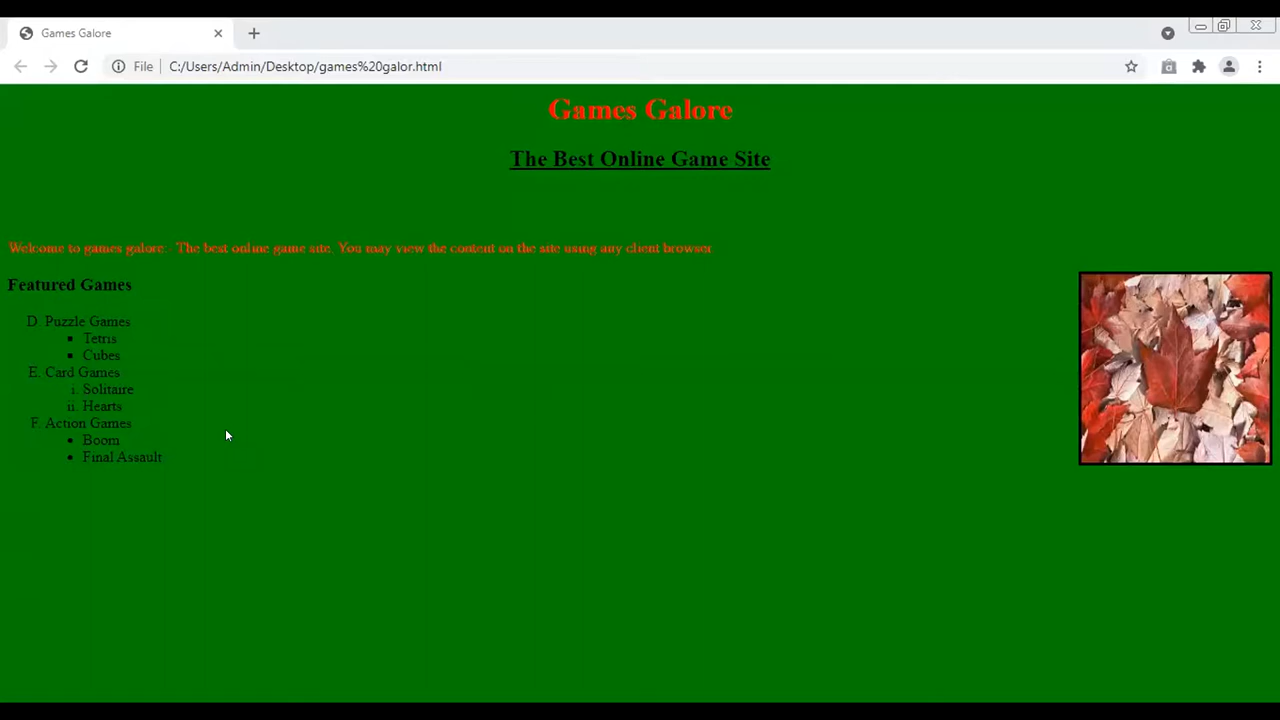 Games Galore
File C:/Users/Admin/Desktop/games%20galor.html
Games Galore
The Best Online Game Site
Welcome to games galore:- The best online game site. You may view the content on the site using any client browser
Featured Games
D. Puzzle Games
Tetris
Cubes
E. Card Games
i. Solitaire
ii. Hearts
F. Action Games
Boom
Final Assault